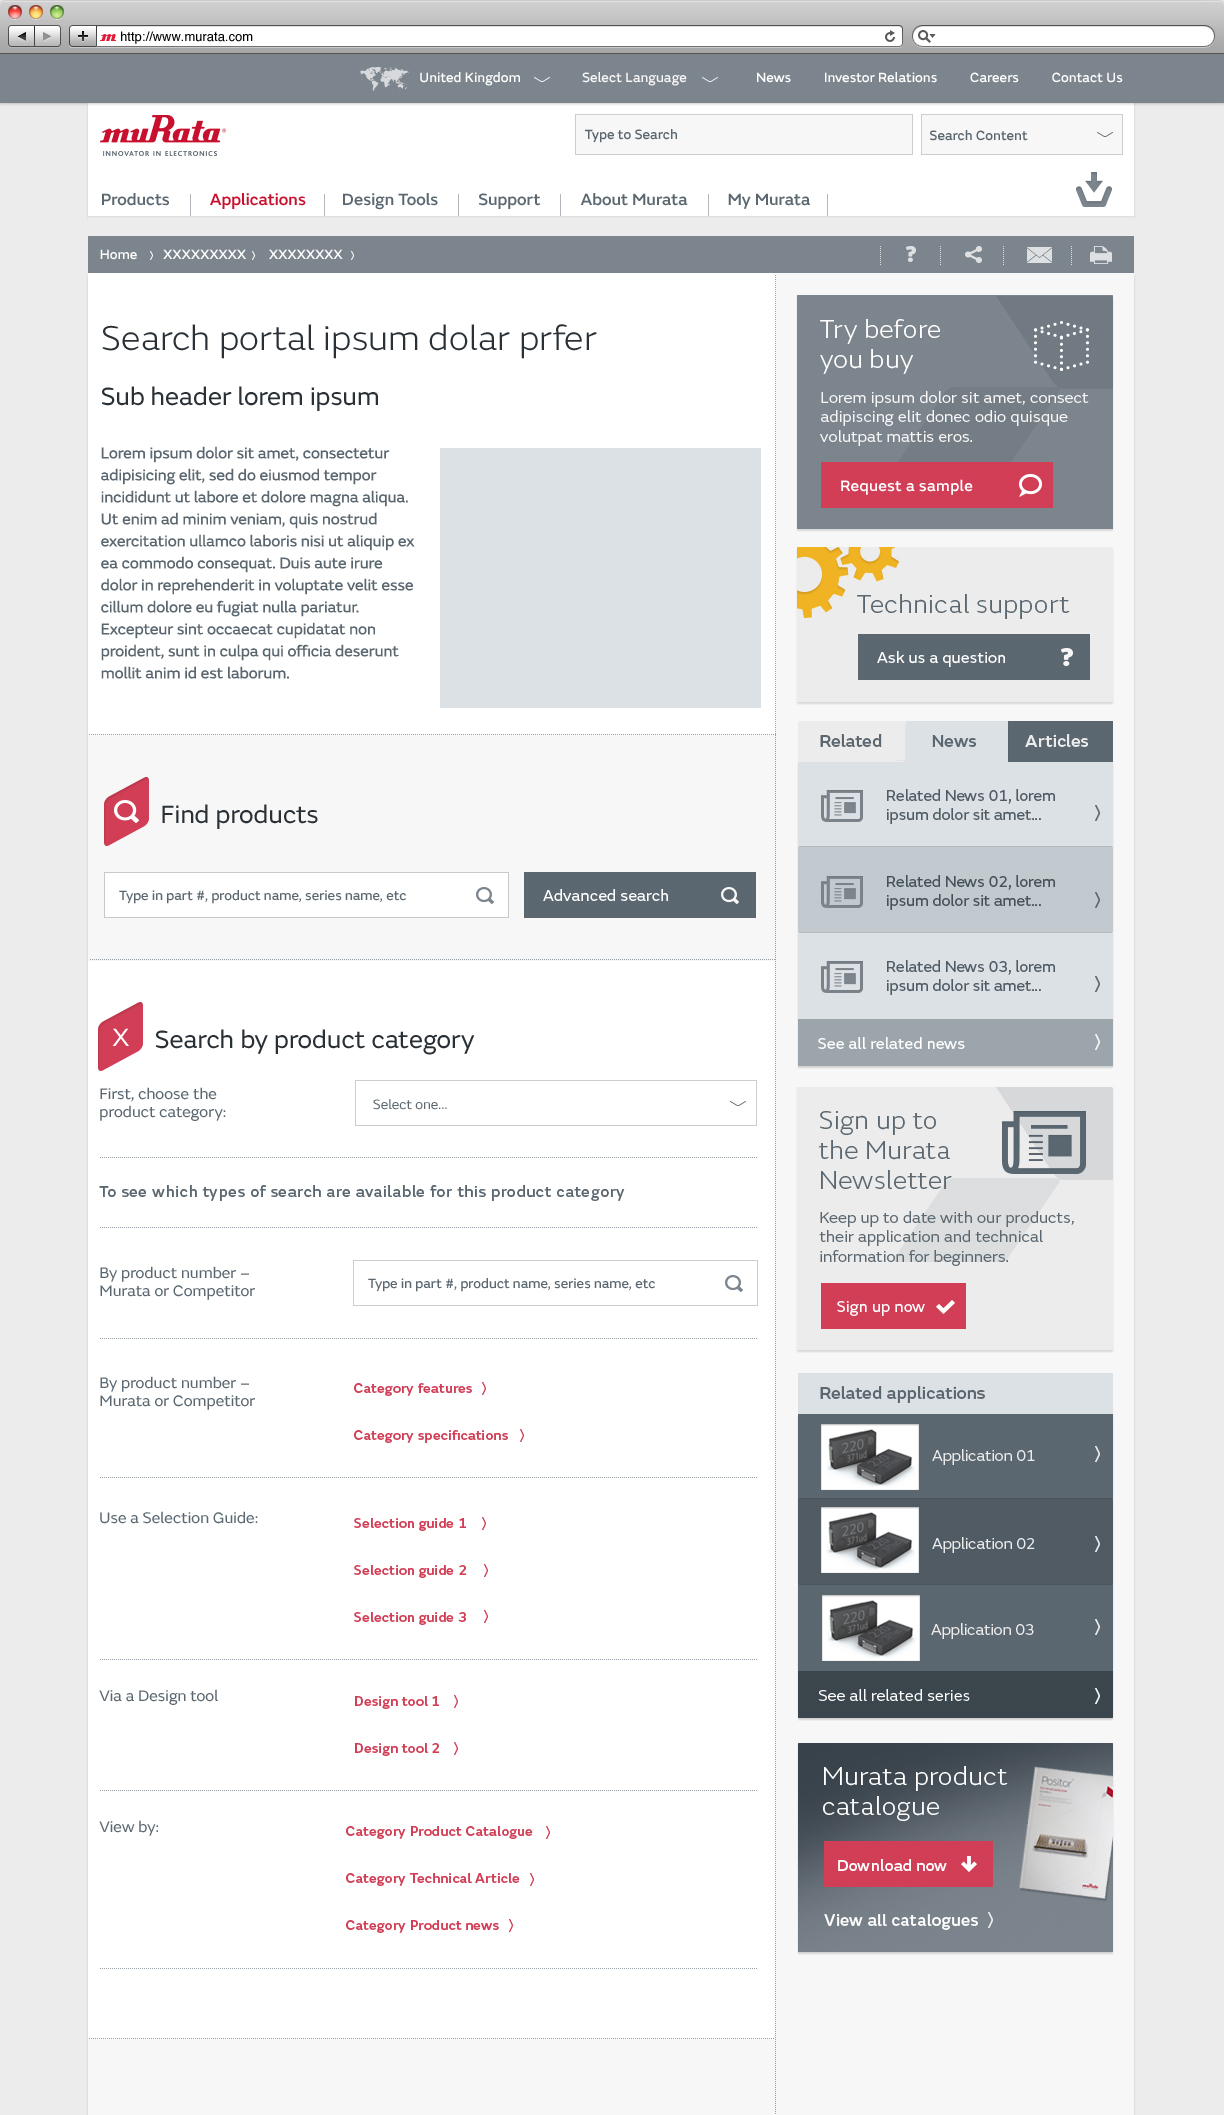 http://www.murata.com
United Kingdom
Select Language
News
Investor Relations
Careers
Contact Us
muRata
INNOVATOR IN ELECTRONICS
Type to Search
Search Content
Products
Applications
Design Tools
Support
About Murata
My Murata
Home
XXXXXXXXX
XXXXXXXX
Search portal ipsum dolar prfer
Sub header lorem ipsum
Lorem ipsum dolor sit amet, consectetur
adipisicing elit, sed do eiusmod tempor
incididunt ut labore et dolore magna aliqua.
Ut enim ad minim veniam, quis nostrud
exercitation ullamco laboris nisi ut aliquip ex
ea commodo consequat. Duis aute irure
dolor in reprehenderit in voluptate velit esse
cillum dolore eu fugiat nulla pariatur.
Excepteur sint occaecat cupidatat non
proident, sunt in culpa qui officia deserunt
mollit anim id est laborum.
Find products
Type in part #, product name, series name, etc
Advanced search
X
Search by product category
First, choose the
product category:
Select one...
To see which types of search are available for this product category
By product number –
Murata or Competitor
Type in part #, product name, series name, etc
By product number –
Murata or Competitor
Category features
Category specifications
Use a Selection Guide:
Selection guide 1
Selection guide 2
Selection guide 3
Via a Design tool
Design tool 1
Design tool 2
View by:
Category Product Catalogue
Category Technical Article
Category Product news
Try before
you buy
Lorem ipsum dolor sit amet, consect
adipiscing elit donec odio quisque
volutpat mattis eros.
Request a sample
Technical support
Ask us a question
?
Related
News
Articles
Related News 01, lorem
ipsum dolor sit amet...
Related News 02, lorem
ipsum dolor sit amet...
Related News 03, lorem
ipsum dolor sit amet...
See all related news
Sign up to
the Murata
Newsletter
Keep up to date with our products,
their application and technical
information for beginners.
Sign up now
Related applications
220
371ud
Application 01
220
371ud
Application 02
220
371ud
Application 03
See all related series
Murata product
catalogue
Positor
muRata
Download now
View all catalogues